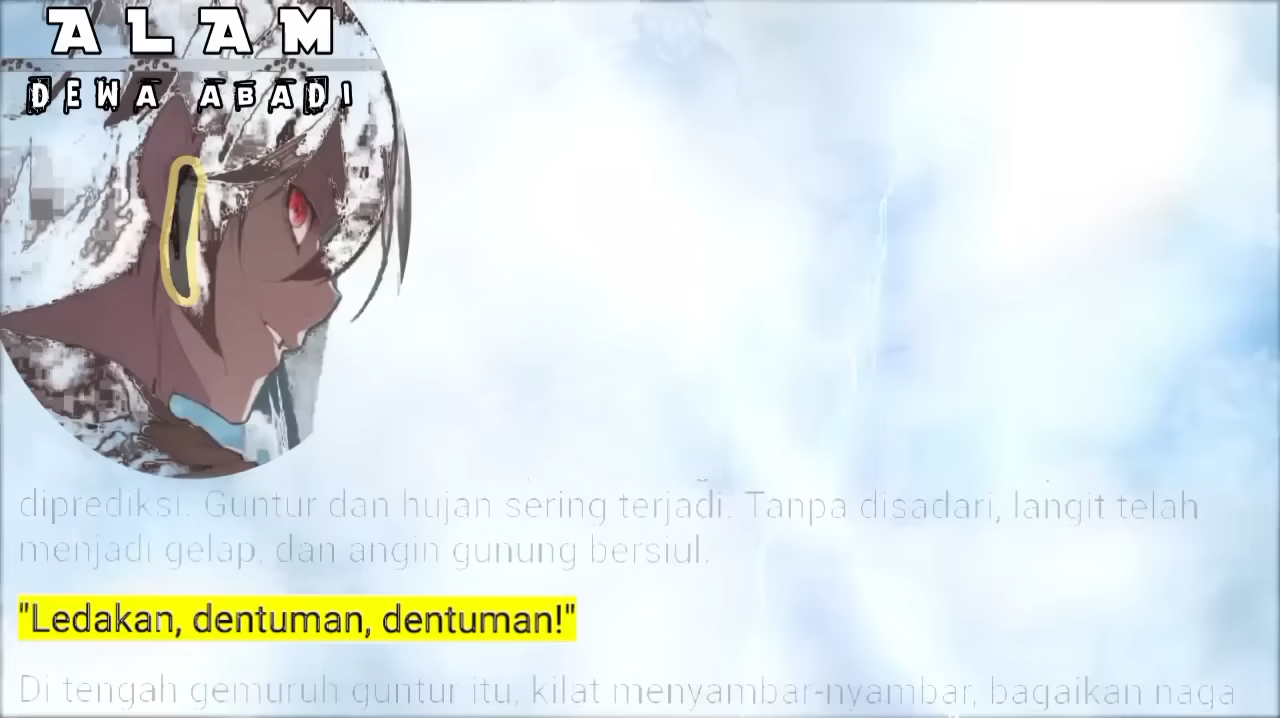 ALAM
DEWA ABADI
diprediksi. Guntur dan hujan sering terjadi. Tanpa disadari, langit telah
menjadi gelap, dan angin gunung bersiul.
"Ledakan, dentuman, dentuman!"
Di tengah gemuruh guntur itu, kilat menyambar-nyambar, bagaikan naga